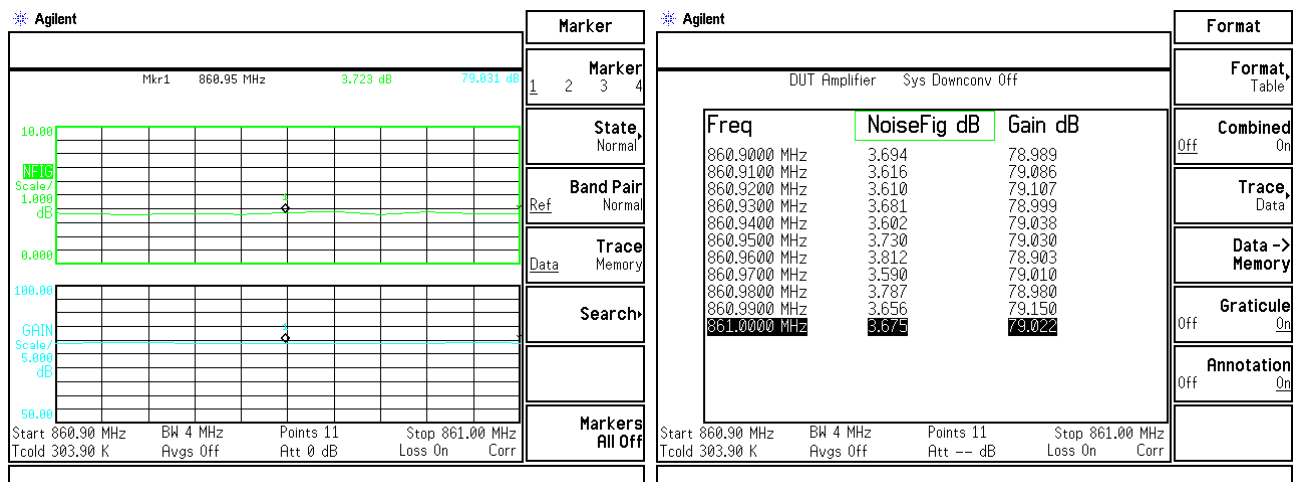 Agilent
Marker
Mkr1 860.95 MHz 3.723 dB 79.031 dB
Marker
1 2 3 4
10.00
State
Normal
NFIG
Scale/
1.000
dB
Band Pair
Ref Normal
1
0.000
Trace
Data Memory
100.00
Search
GAIN
Scale/
5.000
dB
1
50.00
Markers
All Off
Start 860.90 MHz BW 4 MHz Points 11 Stop 861.00 MHz
Tcold 303.90 K Avgs Off Att 0 dB Loss On Corr
Agilent
Format
DUT Amplifier Sys Downconv Off
Format
Table
Freq NoiseFig dB Gain dB
860.9000 MHz 3.694 78.989
860.9100 MHz 3.616 79.086
860.9200 MHz 3.610 79.107
860.9300 MHz 3.681 78.999
860.9400 MHz 3.602 79.038
860.9500 MHz 3.730 79.030
860.9600 MHz 3.812 78.903
860.9700 MHz 3.590 79.010
860.9800 MHz 3.787 78.980
860.9900 MHz 3.656 79.150
861.0000 MHz 3.675 79.022
Combined
Off On
Trace
Data
Data ->
Memory
Graticule
Off On
Annotation
Off On
Start 860.90 MHz BW 4 MHz Points 11 Stop 861.00 MHz
Tcold 303.90 K Avgs Off Att -- dB Loss On Corr